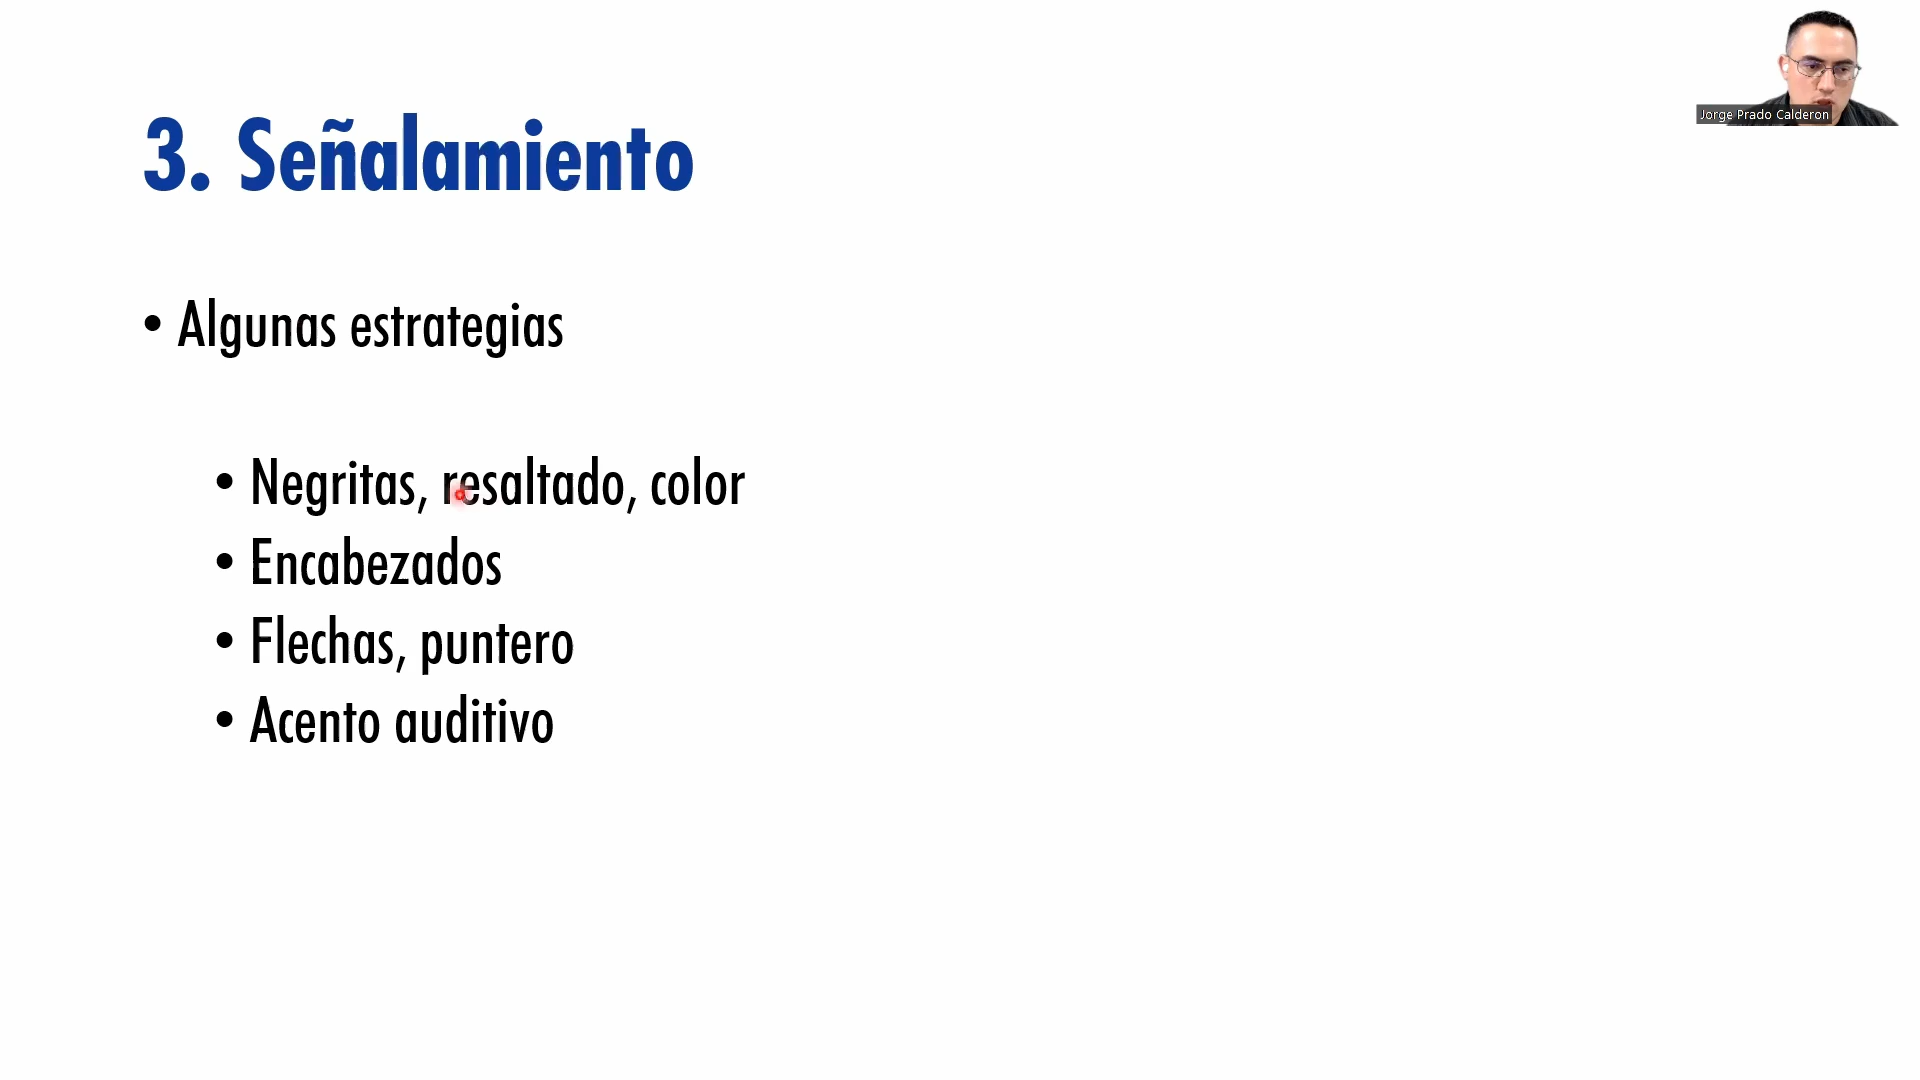 3. Señalamiento
Jorge Prado Calderon
• Algunas estrategias
• Negritas, resaltado, color
• Encabezados
• Flechas, puntero
• Acento auditivo